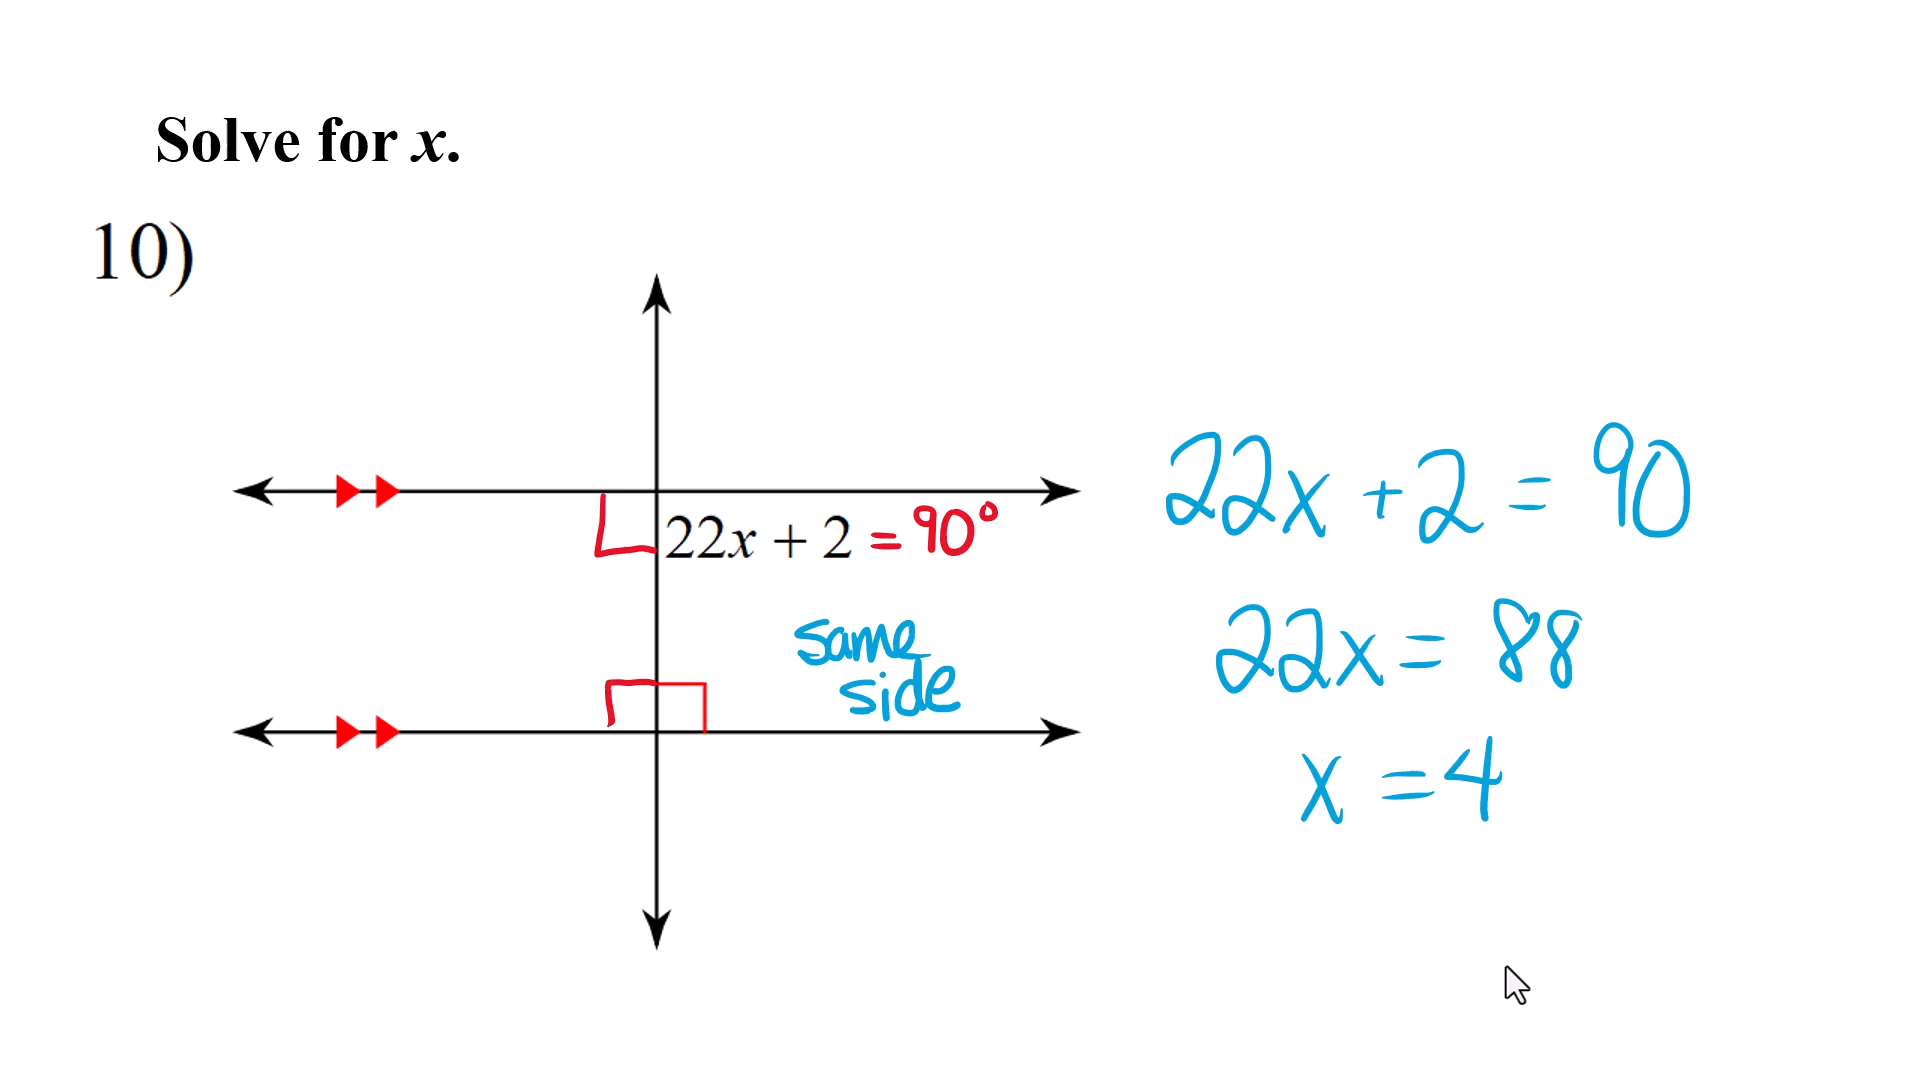 Solve for x.
10)
22x + 2 = 90°
same
side
22x + 2 = 90
22x = 88
x = 4